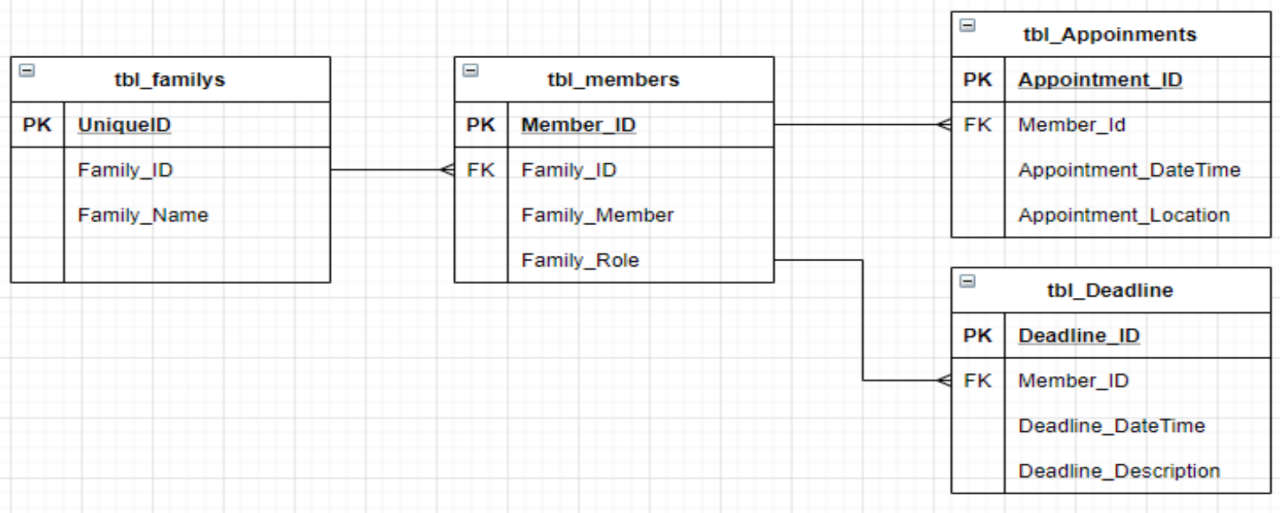 tbl_familys
PK UniqueID
Family_ID
Family_Name
tbl_members
PK Member_ID
FK Family_ID
Family_Member
Family_Role
tbl_Appoinments
PK Appointment_ID
FK Member_Id
Appointment_DateTime
Appointment_Location
tbl_Deadline
PK Deadline_ID
FK Member_ID
Deadline_DateTime
Deadline_Description